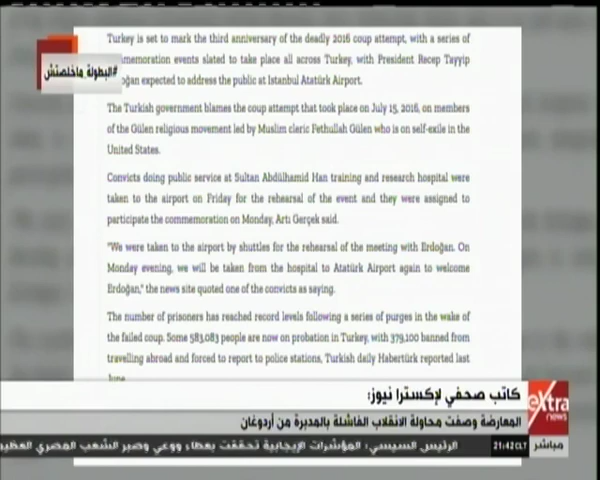 Turkey is set to mark the third anniversary of the deadly 2016 coup attempt, with a series of
mmemoration events slated to take place all across Turkey, with President Recep Tayyip
doğan expected to address the public at Istanbul Atatürk Airport.
#البطولة_ماخلصتش
The Turkish government blames the coup attempt that took place on July 15, 2016, on members
of the Gülen religious movement led by Muslim cleric Fethullah Gülen who is on self-exile in the
United States.
Convicts doing public service at Sultan Abdülhamid Han training and research hospital were
taken to the airport on Friday for the rehearsal of the event and they were assigned to
participate the commemoration on Monday, Artı Gerçek said.
"We were taken to the airport by shuttles for the rehearsal of the meeting with Erdoğan. On
Monday evening, we will be taken from the hospital to Atatürk Airport again to welcome
Erdoğan," the news site quoted one of the convicts as saying.
The number of prisoners has reached record levels following a series of purges in the wake of
the failed coup. Some 583,083 people are now on probation in Turkey, with 379,100 banned from
travelling abroad and forced to report to police stations, Turkish daily Habertürk reported last
June.
كاتب صحفي لإكسترا نيوز:
المعارضة وصفت محاولة الانقلاب الفاشلة بالمدبرة من أردوغان
eXtra
news
مباشر
21:42 CLT
الرئيس السيسي: المؤشرات الإيجابية تحققت بعطاء ووعي وصبر الشعب المصري العظيم